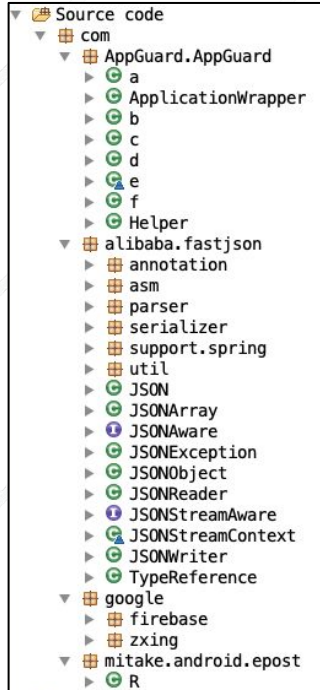 Source code
com
AppGuard.AppGuard
a
ApplicationWrapper
b
c
d
e
f
Helper
alibaba.fastjson
annotation
asm
parser
serializer
support.spring
util
JSON
JSONArray
JSONAware
JSONException
JSONObject
JSONReader
JSONStreamAware
JSONStreamContext
JSONWriter
TypeReference
google
firebase
zxing
mitake.android.epost
R